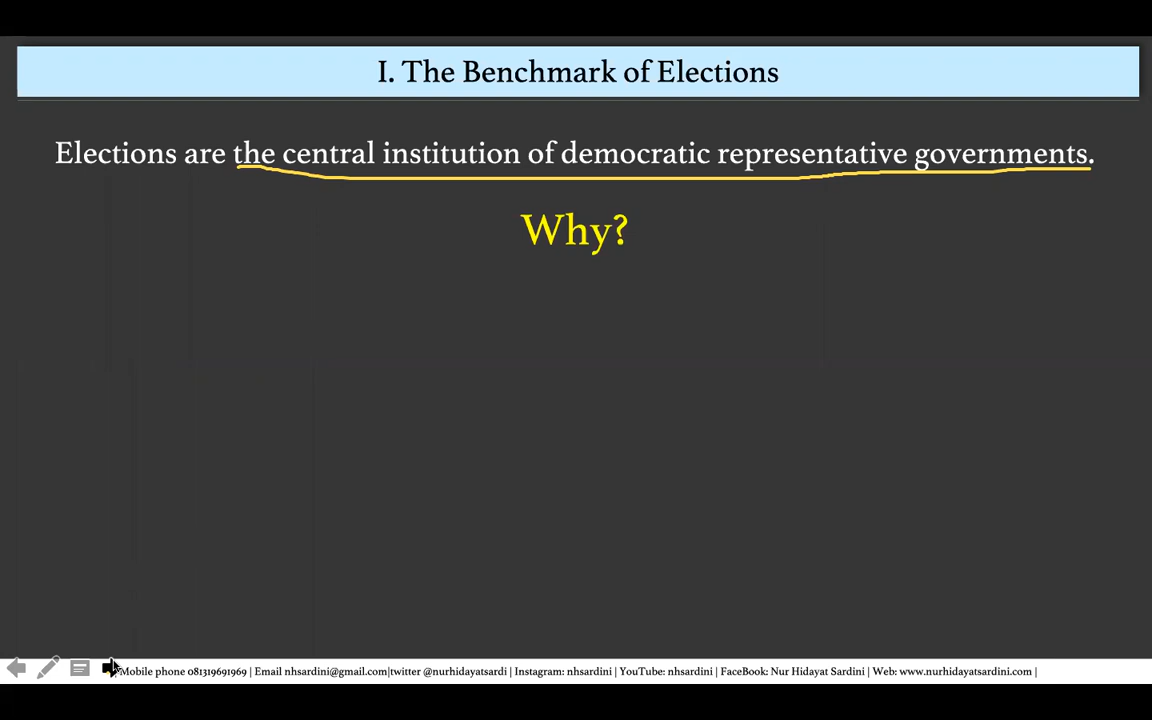 I. The Benchmark of Elections
Elections are the central institution of democratic representative governments.
Why?
Mobile phone 081319691969 | Email nhsardini@gmail.com|twitter @nurhidayatsardi | Instagram: nhsardini | YouTube: nhsardini | FaceBook: Nur Hidayat Sardini | Web: www.nurhidayatsardini.com |